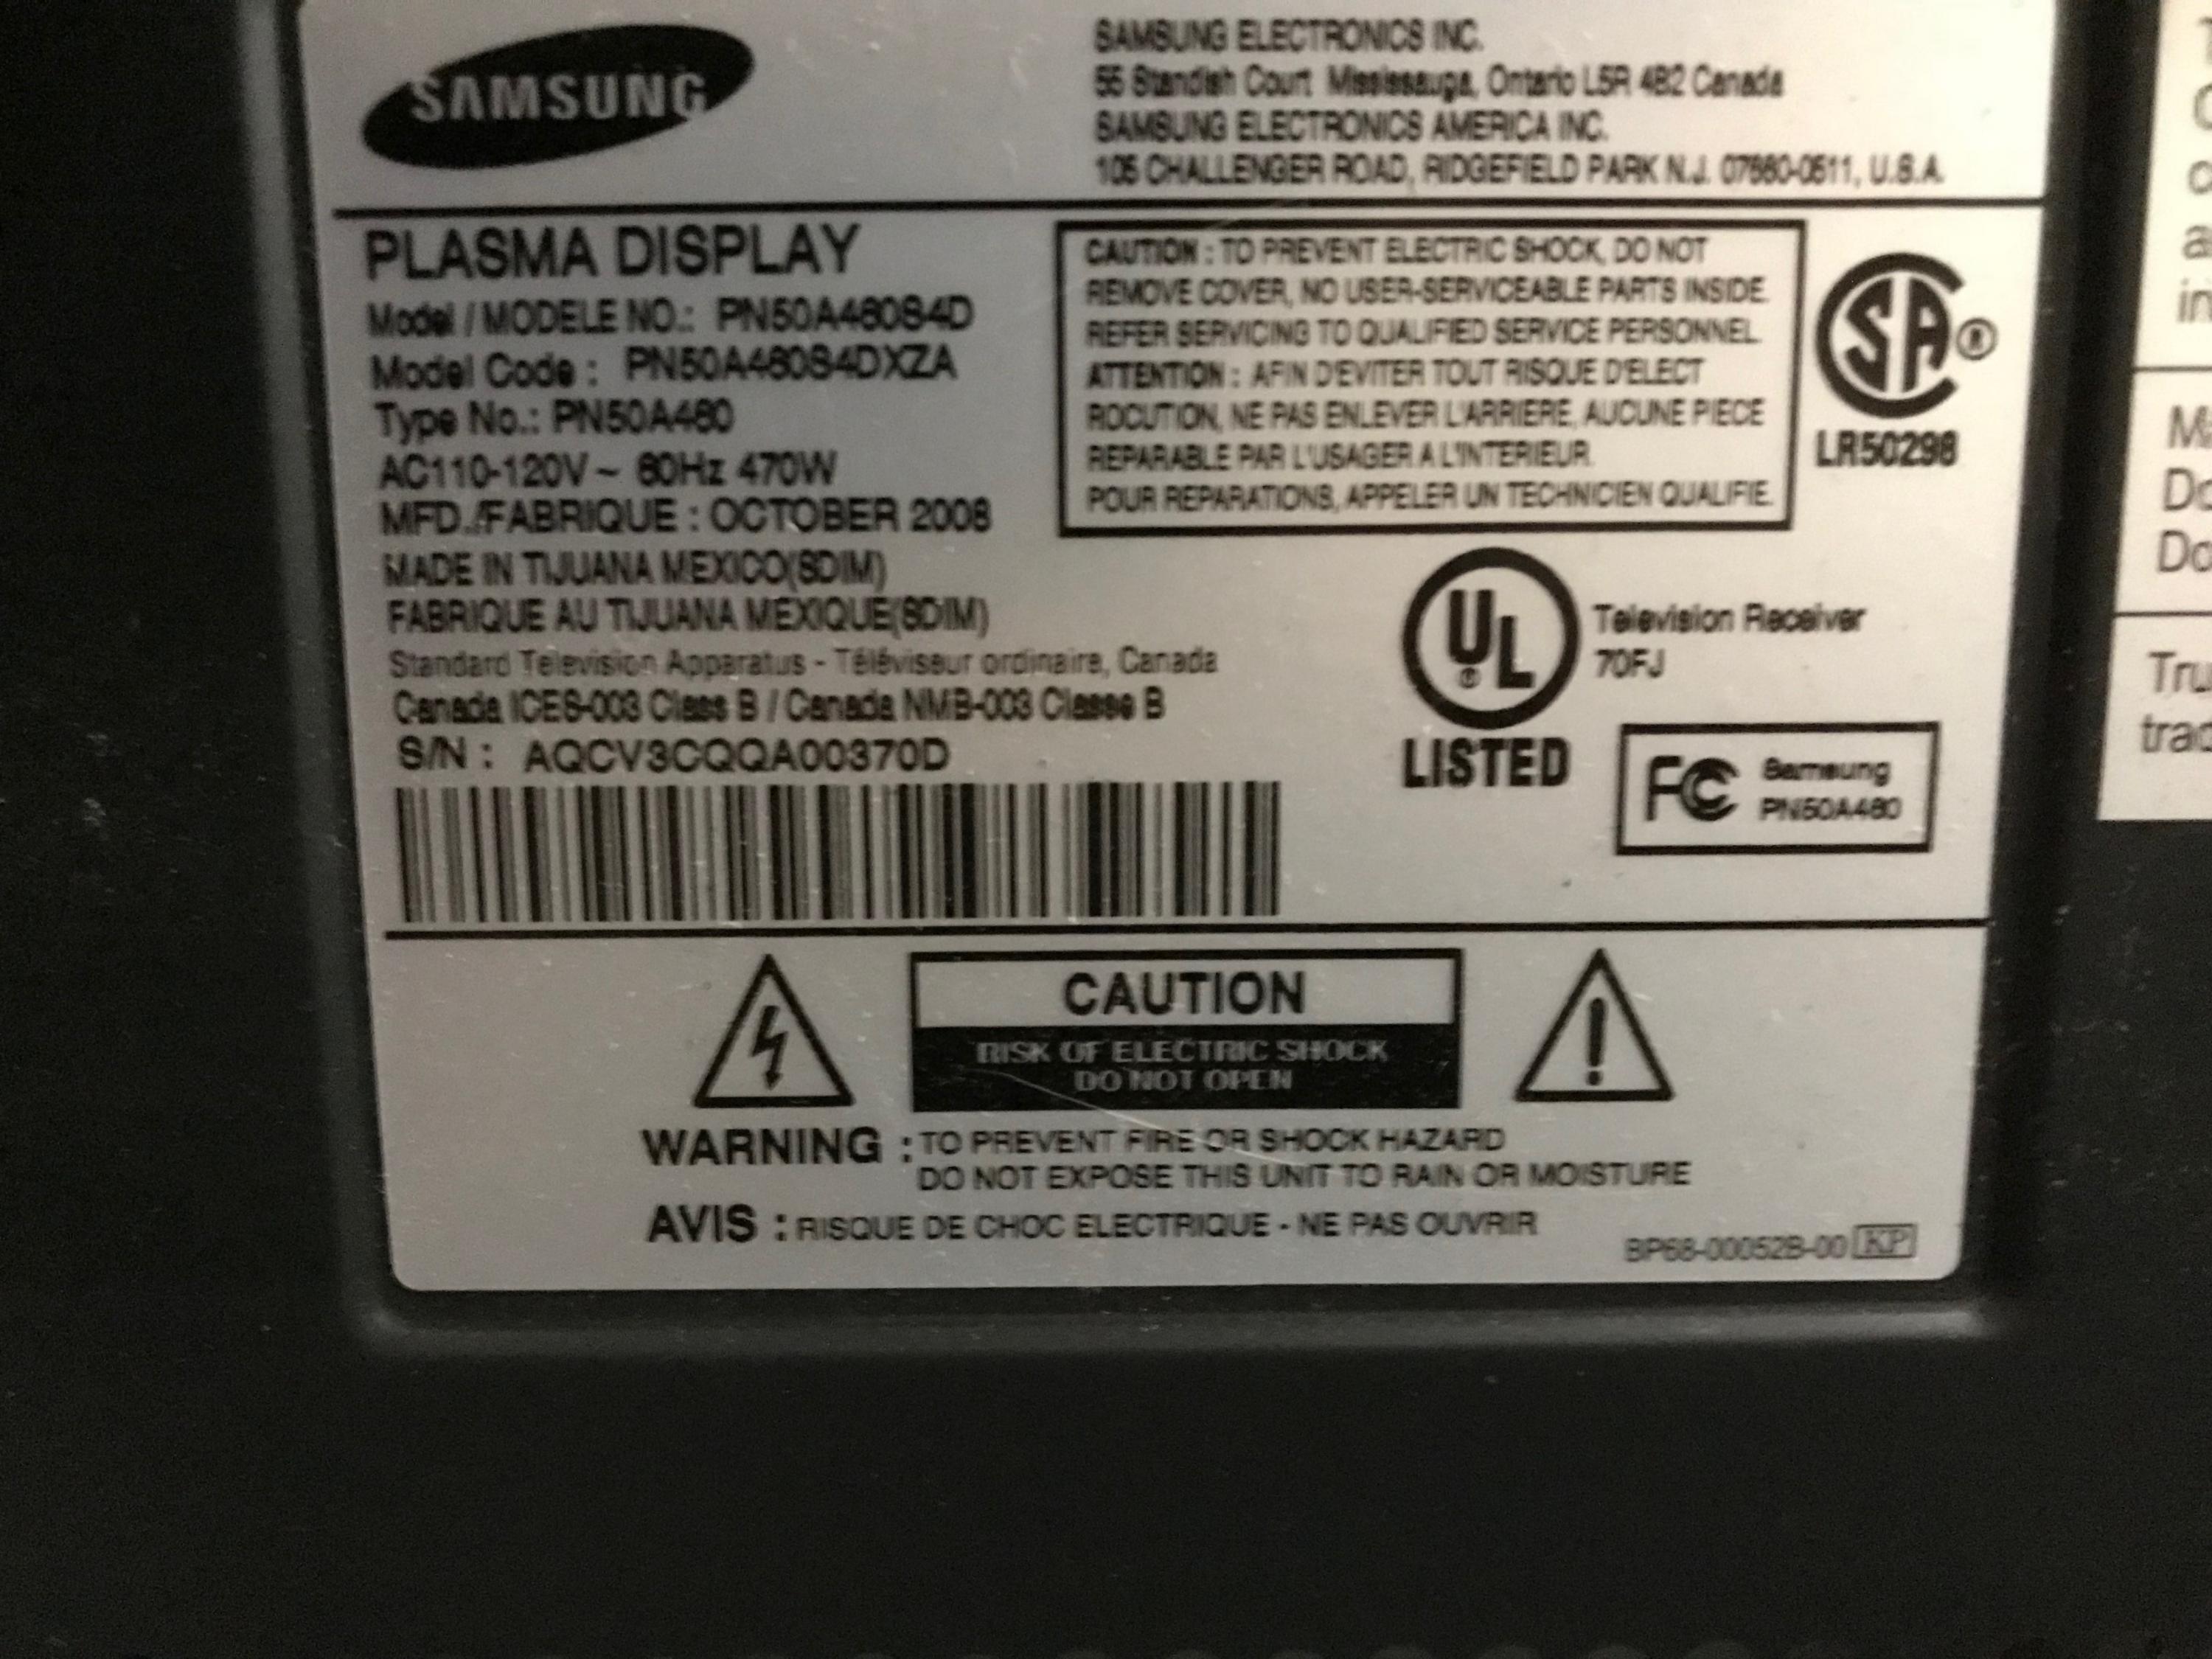 SAMSUNG
SAMSUNG ELECTRONICS INC.
55 Standish Court Mississauga, Ontario L5R 4B2 Canada
SAMSUNG ELECTRONICS AMERICA INC.
105 CHALLENGER ROAD, RIDGEFIELD PARK N.J. 07660-0511, U.S.A.
PLASMA DISPLAY
Model / MODELE NO.: PN50A460S4D
Model Code : PN50A460S4DXZA
Type No.: PN50A460
AC110-120V~ 60Hz 470W
MFD./FABRIQUE : OCTOBER 2008
MADE IN TIJUANA MEXICO(SDIM)
FABRIQUE AU TIJUANA MEXIQUE(SDIM)
Standard Television Apparatus - Téléviseur ordinaire, Canada
Canada ICES-003 Class B / Canada NMB-003 Classe B
S/N : AQCV3CQQA00370D
CAUTION : TO PREVENT ELECTRIC SHOCK, DO NOT
REMOVE COVER, NO USER-SERVICEABLE PARTS INSIDE.
REFER SERVICING TO QUALIFIED SERVICE PERSONNEL.
ATTENTION : AFIN D'EVITER TOUT RISQUE D'ELECT
ROCUTION, NE PAS ENLEVER L'ARRIERE, AUCUNE PIECE
REPARABLE PAR L'USAGER A L'INTERIEUR.
POUR REPARATIONS, APPELER UN TECHNICIEN QUALIFIE.
SA®
LR50298
UL®
LISTED
Television Receiver
70FJ
FC
Samsung
PN50A460
CAUTION
RISK OF ELECTRIC SHOCK
DO NOT OPEN
WARNING : TO PREVENT FIRE OR SHOCK HAZARD
DO NOT EXPOSE THIS UNIT TO RAIN OR MOISTURE
AVIS : RISQUE DE CHOC ELECTRIQUE - NE PAS OUVRIR
BP68-00052B-00 KP